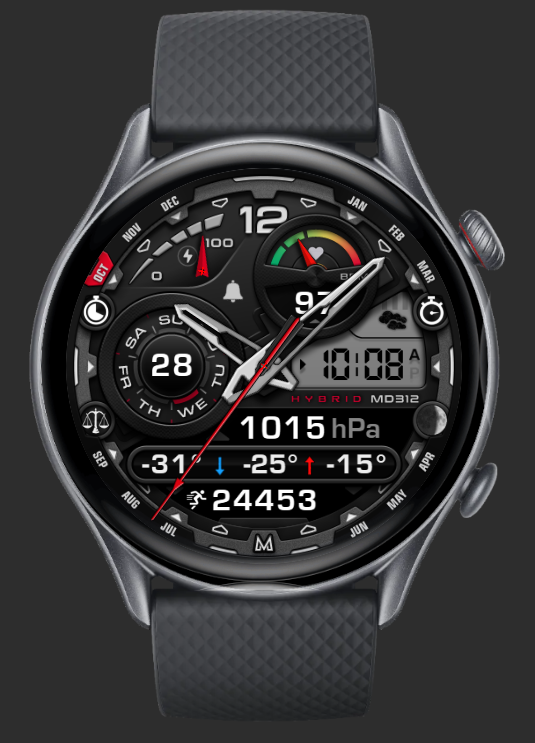 12
DEC
JAN
NOV
FEB
OCT
MAR
100
0
97
SA
SU
FR
28
TU
TH
WE
10:08 A
P
HYBRID MD312
1015 hPa
SEP
-31° -25° -15°
APR
AUG
24453
MAY
JUL
JUN